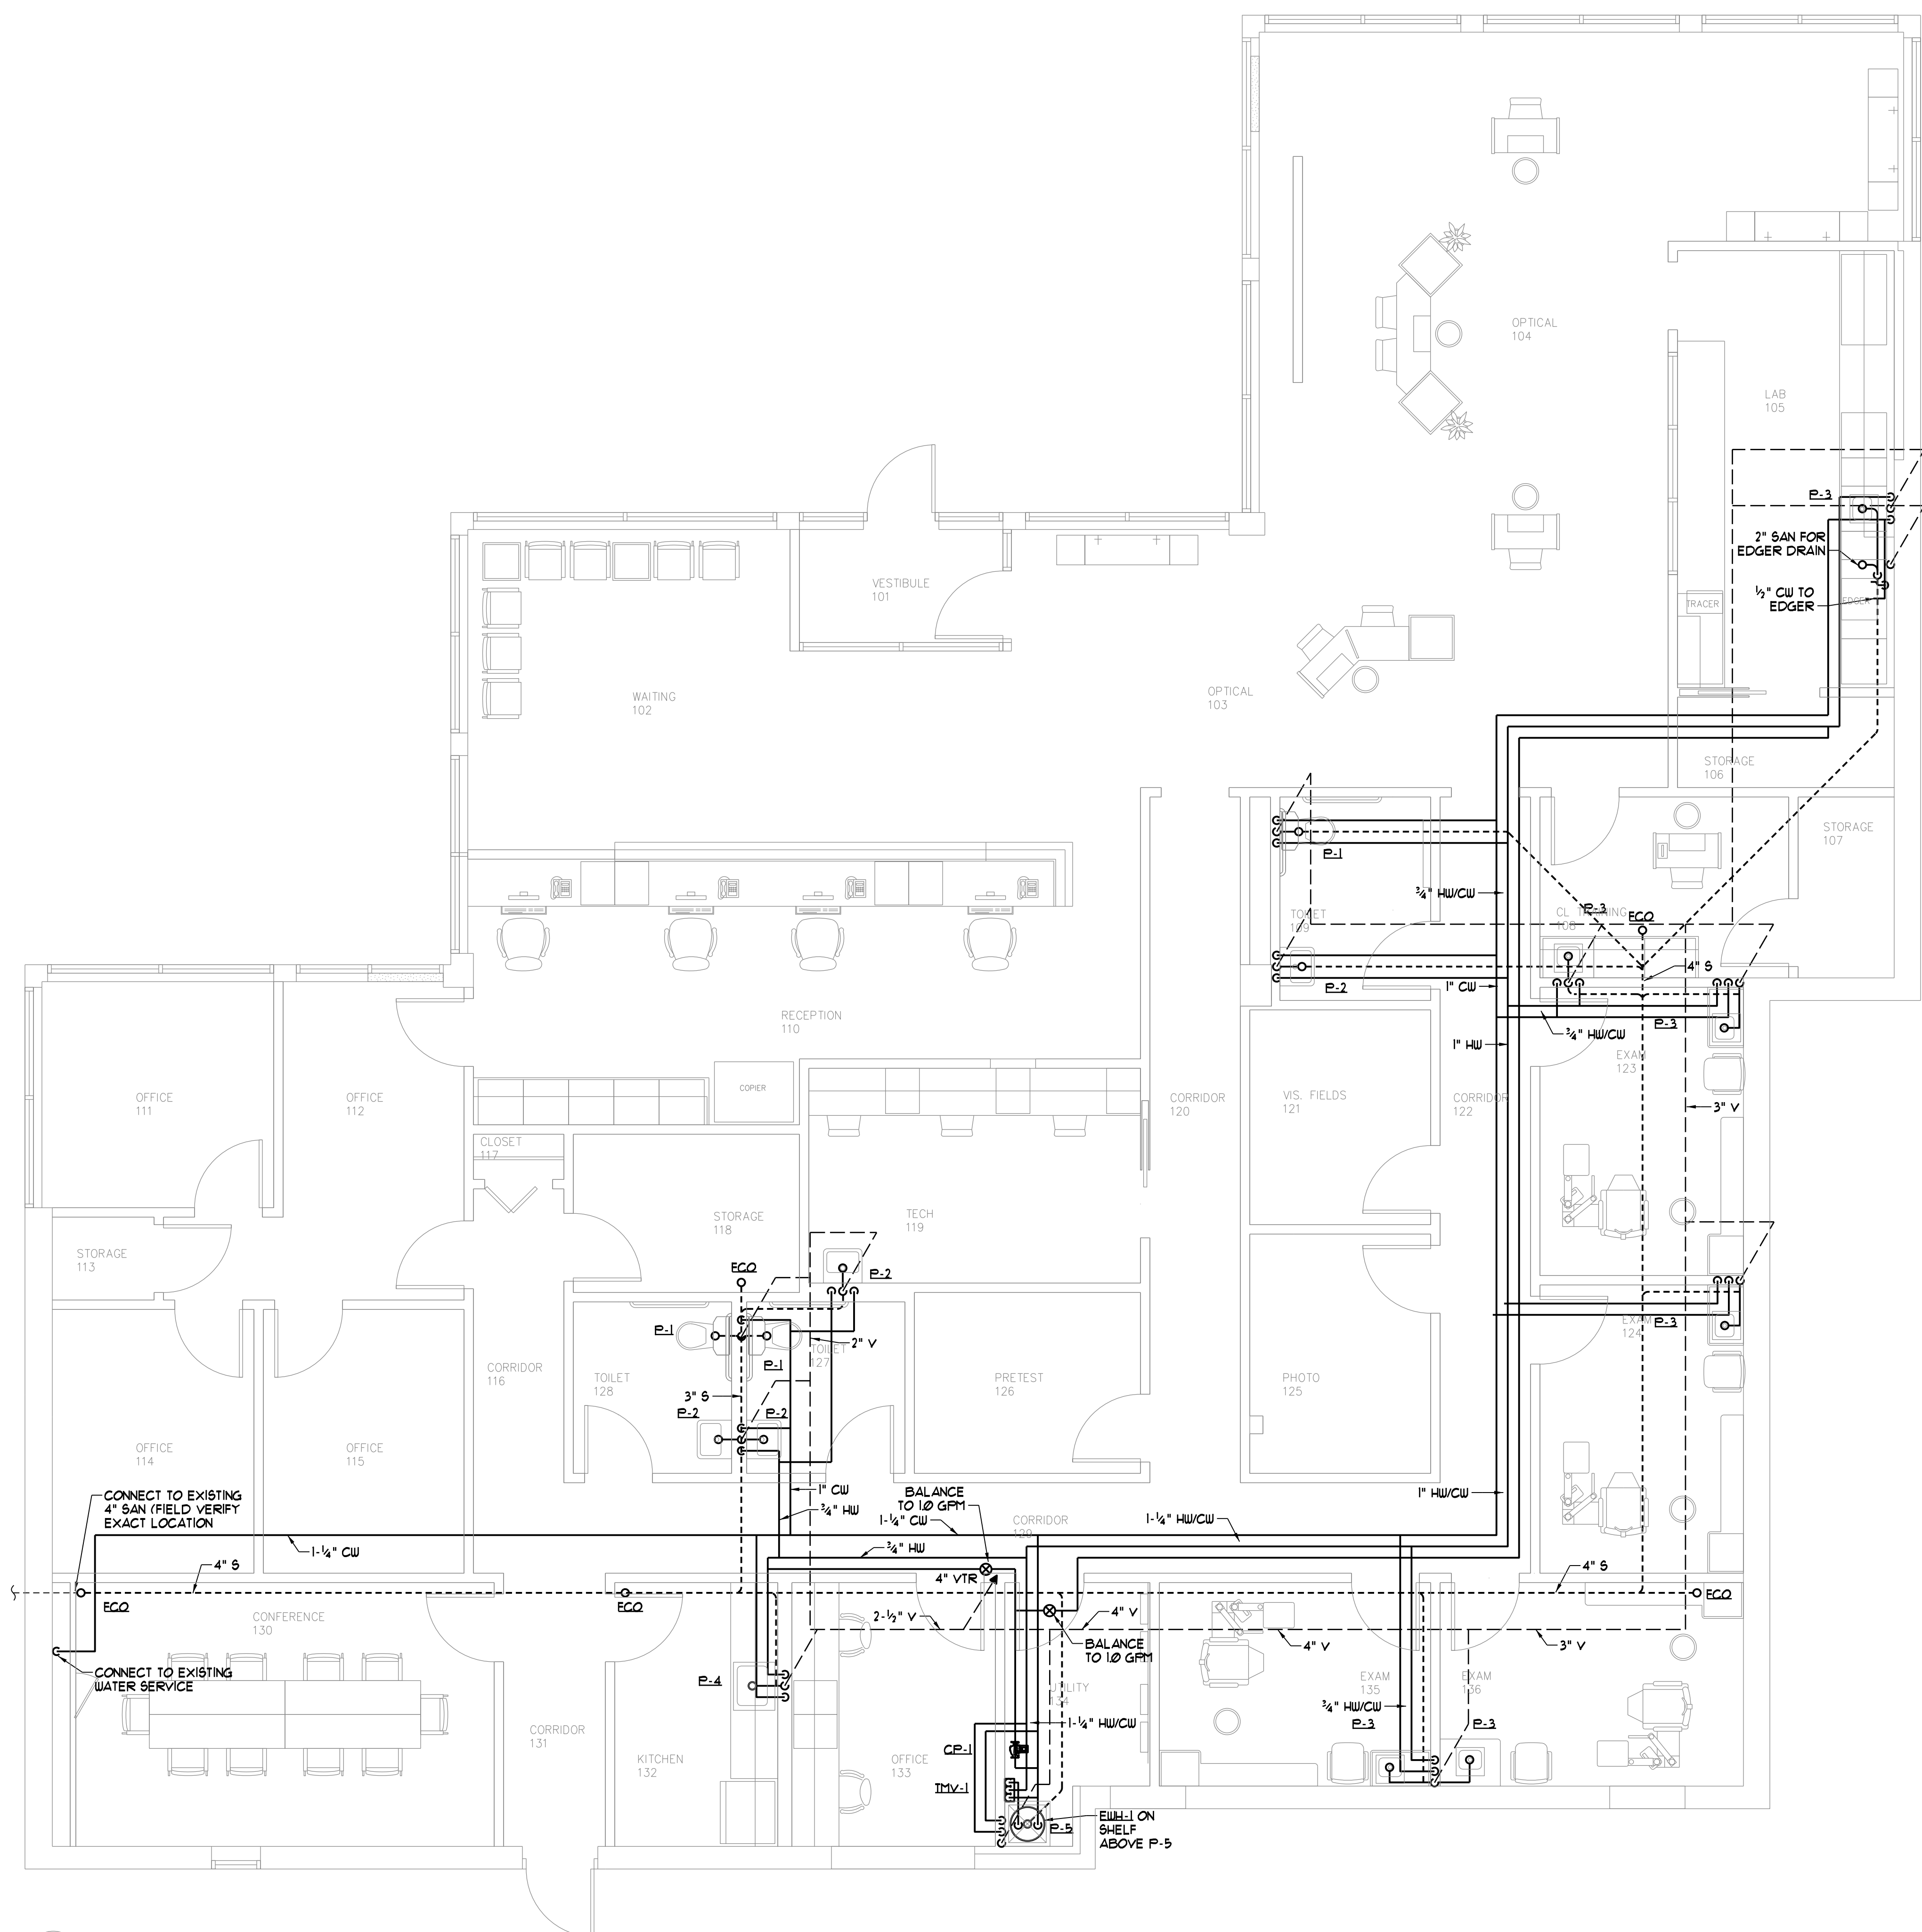 OPTICAL
104
LAB
105
P-3
2" SAN FOR
EDGER DRAIN
½" CW TO
EDGER
TRACER
EDGER
VESTIBULE
101
WAITING
102
OPTICAL
103
STORAGE
106
STORAGE
107
P-1
¾" HW/CW
TOILET
109
P-3
CL TRAINING
108
ECO
4" S
P-2
1" CW
P-3
¾" HW/CW
1" HW
EXAM
123
RECEPTION
110
COPIER
OFFICE
111
OFFICE
112
CORRIDOR
120
VIS. FIELDS
121
CORRIDOR
122
3" V
CLOSET
117
STORAGE
118
TECH
119
STORAGE
113
ECO
P-2
P-1
2" V
TOILET
127
P-1
CORRIDOR
116
TOILET
128
PRETEST
126
PHOTO
125
P-3
EXAM
124
3" S
P-2
P-2
OFFICE
114
OFFICE
115
CONNECT TO EXISTING
4" SAN (FIELD VERIFY
EXACT LOCATION
1" CW
¾" HW
BALANCE
TO 1.0 GPM
1-¼" CW
CORRIDOR
129
1-¼" HW/CW
1" HW/CW
1-¼" CW
¾" HW
4" S
4" VTR
4" S
ECO
ECO
ECO
CONFERENCE
130
2-½" V
4" V
4" V
3" V
BALANCE
TO 1.0 GPM
CONNECT TO EXISTING
WATER SERVICE
P-4
UTILITY
134
EXAM
135
EXAM
136
¾" HW/CW
P-3
P-3
1-¼" HW/CW
CORRIDOR
131
KITCHEN
132
OFFICE
133
CP-1
TMV-1
P-5
EWH-1 ON
SHELF
ABOVE P-5